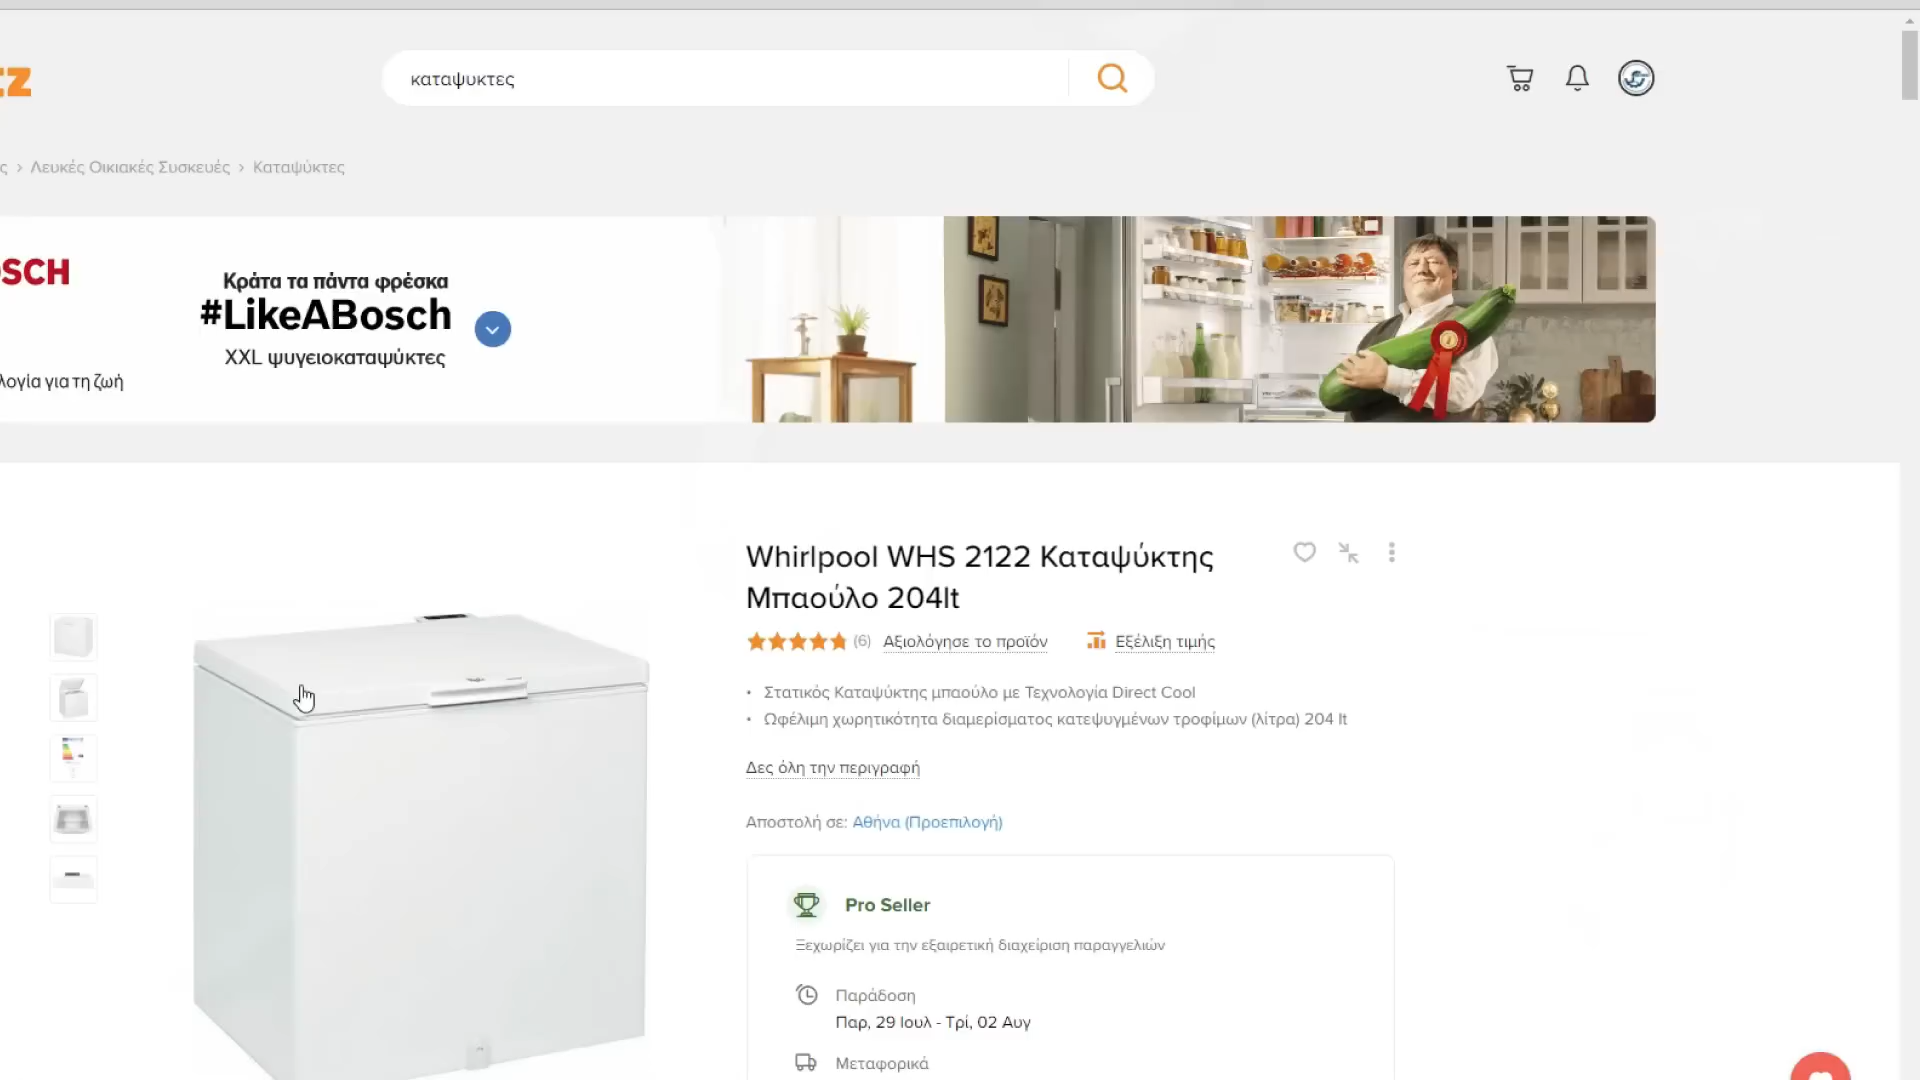 tz
καταψυκτες
ς › Λευκές Οικιακές Συσκευές › Καταψύκτες
OSCH
Κράτα τα πάντα φρέσκα
#LikeABosch
XXL ψυγειοκαταψύκτες
λογία για τη ζωή
Whirlpool WHS 2122 Καταψύκτης
Μπαούλο 204lt
(6) Αξιολόγησε το προϊόν Εξέλιξη τιμής
• Στατικός Καταψύκτης μπαούλο με Τεχνολογία Direct Cool
• Ωφέλιμη χωρητικότητα διαμερίσματος κατεψυγμένων τροφίμων (λίτρα) 204 lt
Δες όλη την περιγραφή
Αποστολή σε: Αθήνα (Προεπιλογή)
Pro Seller
Ξεχωρίζει για την εξαιρετική διαχείριση παραγγελιών
Παράδοση
Παρ, 29 Ιουλ - Τρί, 02 Αυγ
Μεταφορικά